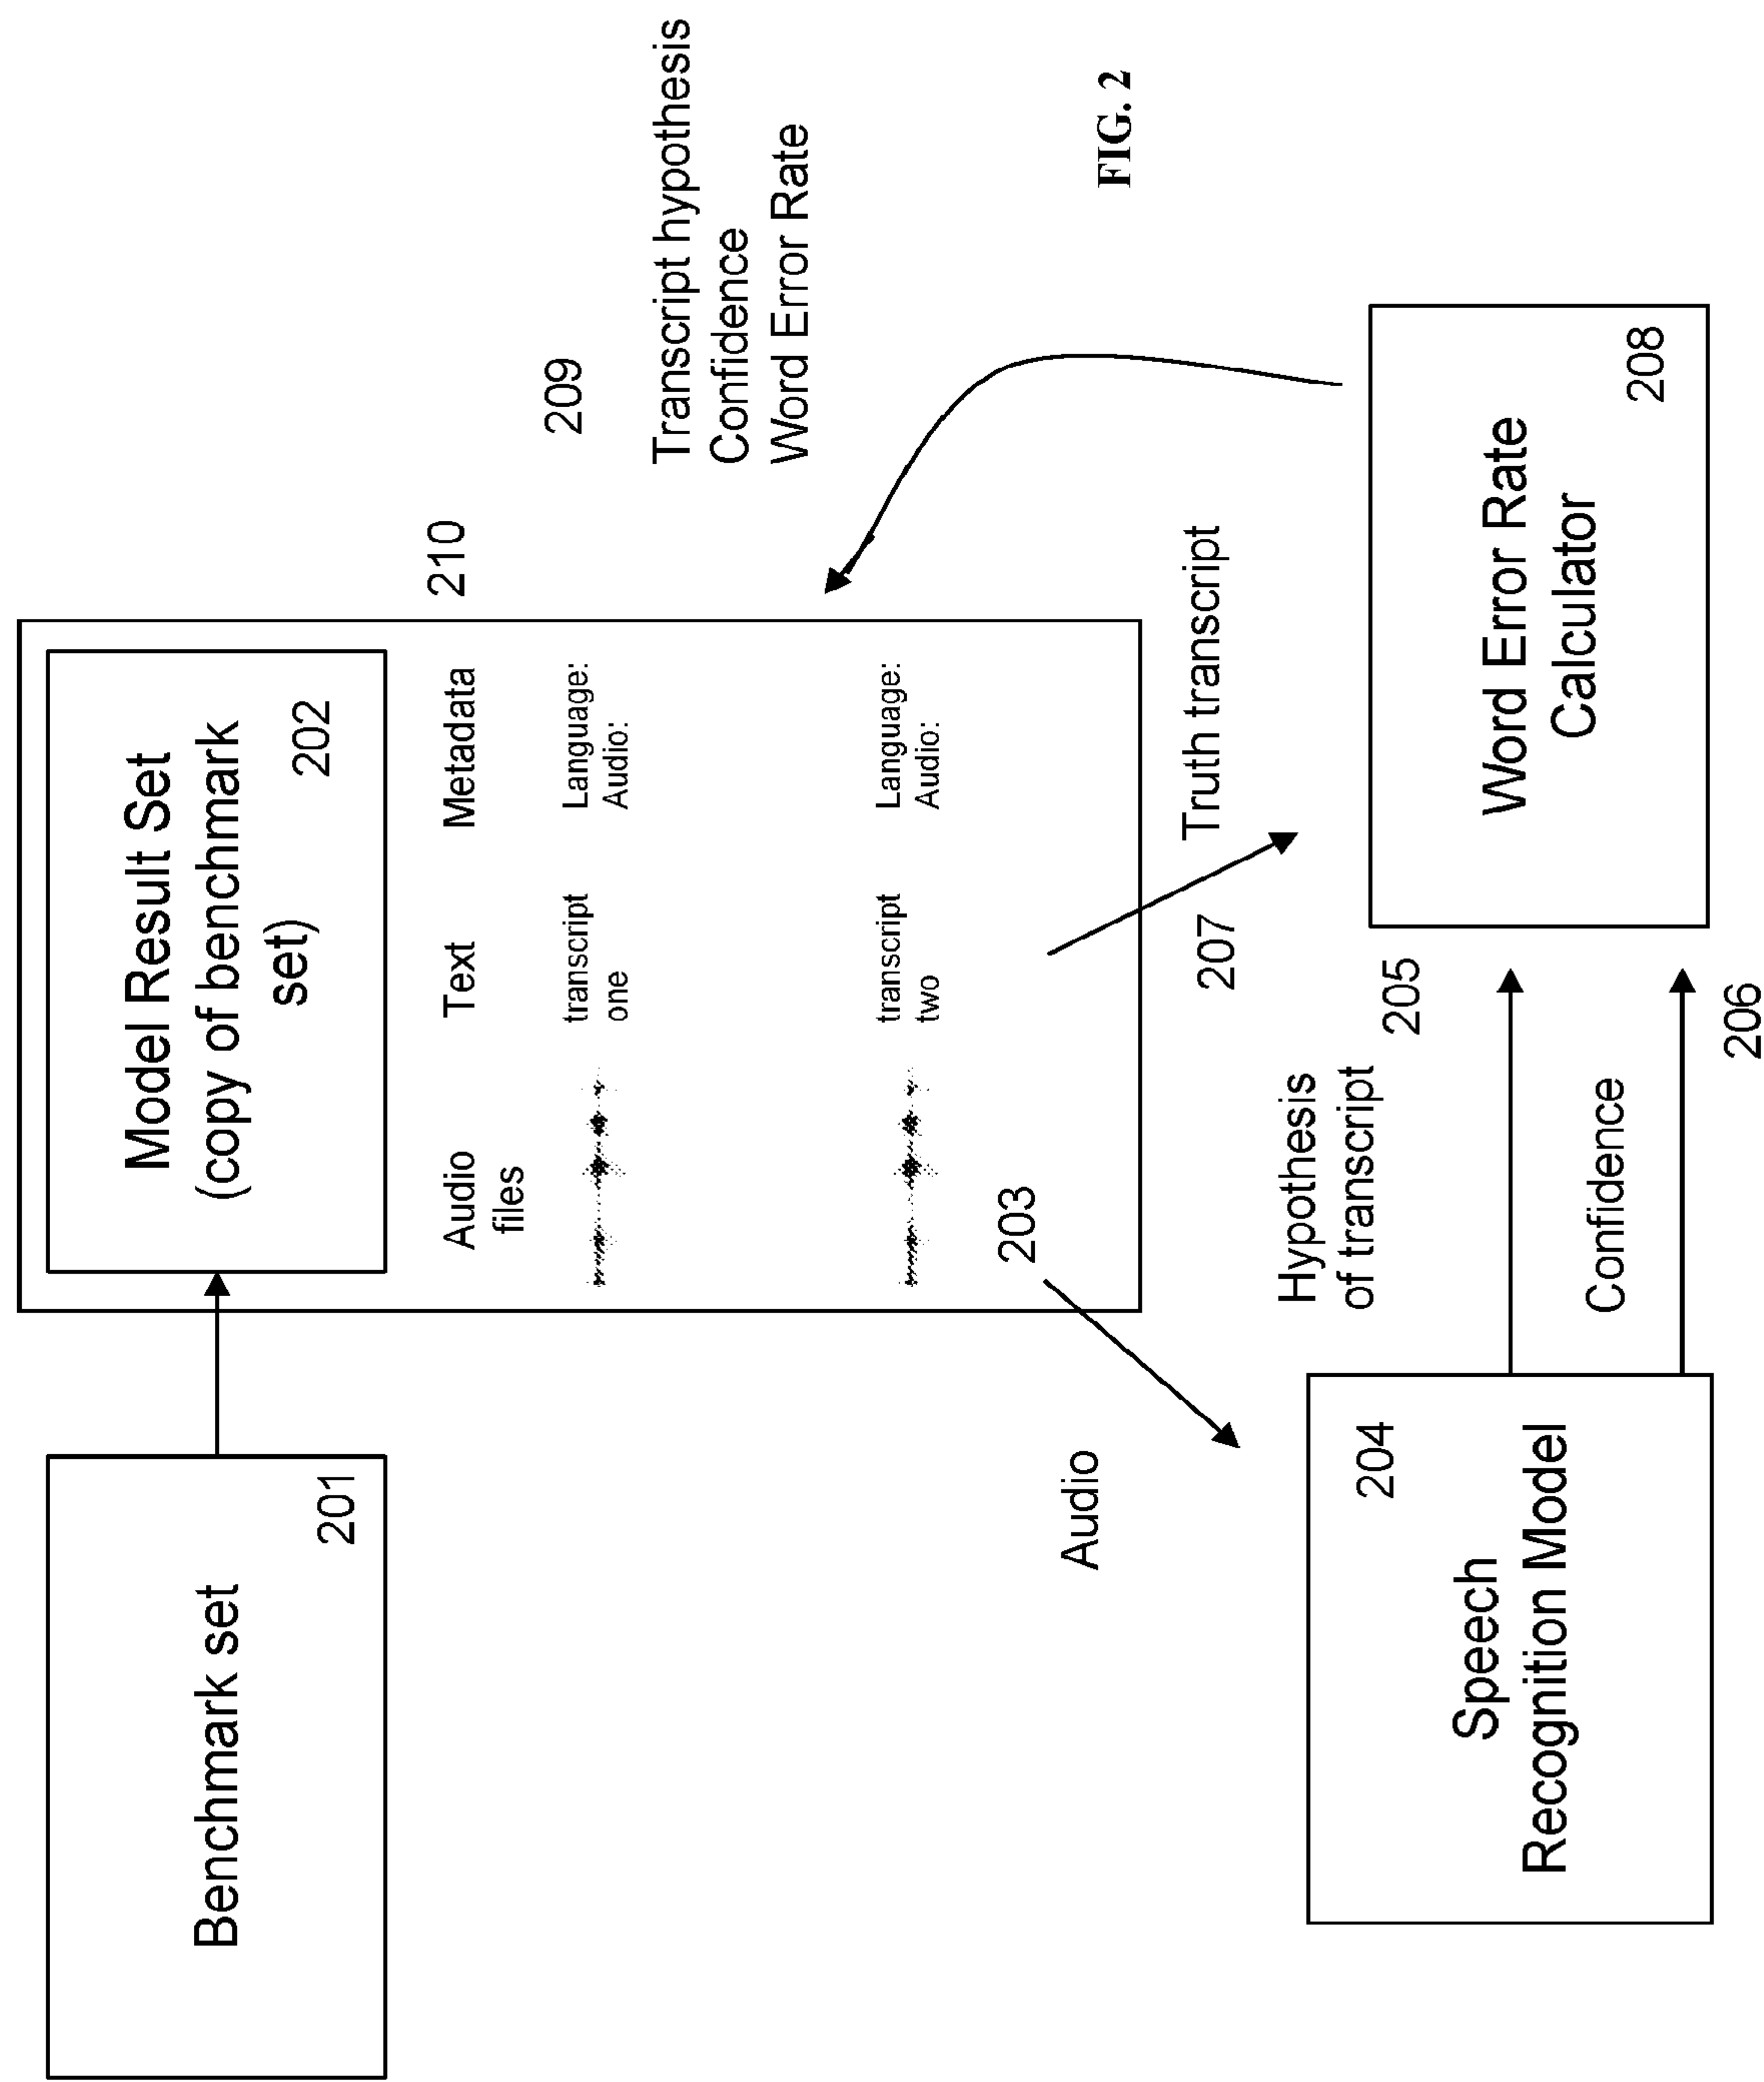 Benchmark set
201
Model Result Set
(copy of benchmark
set)
202
210
Audio
files
Text
Metadata
transcript
one
Language:
Audio:
transcript
two
Language:
Audio:
203
209
Transcript hypothesis
Confidence
Word Error Rate
Audio
207
Truth transcript
Speech
Recognition Model
204
Hypothesis
of transcript
205
Confidence
206
Word Error Rate
Calculator
208
FIG. 2